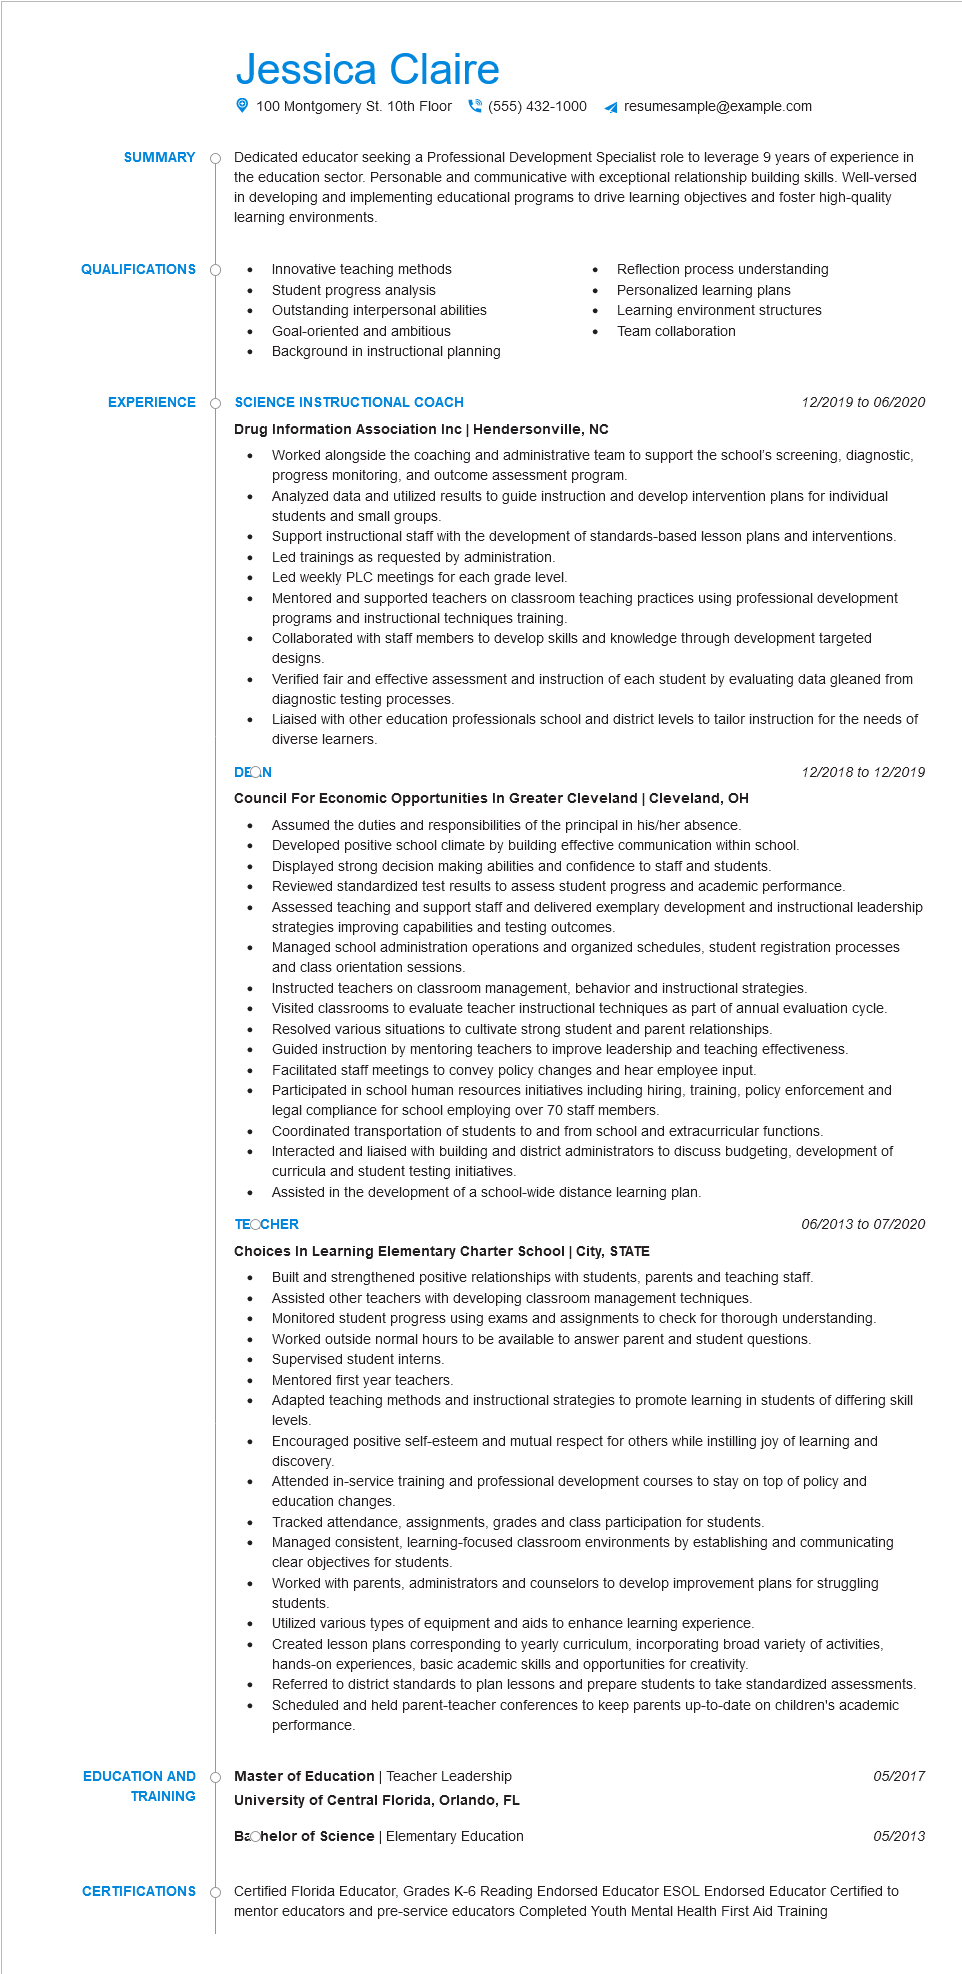 Jessica Claire
100 Montgomery St. 10th Floor (555) 432-1000 resumesample@example.com
SUMMARY
Dedicated educator seeking a Professional Development Specialist role to leverage 9 years of experience in
the education sector. Personable and communicative with exceptional relationship building skills. Well-versed
in developing and implementing educational programs to drive learning objectives and foster high-quality
learning environments.
QUALIFICATIONS
• Innovative teaching methods
• Student progress analysis
• Outstanding interpersonal abilities
• Goal-oriented and ambitious
• Background in instructional planning
• Reflection process understanding
• Personalized learning plans
• Learning environment structures
• Team collaboration
EXPERIENCE
SCIENCE INSTRUCTIONAL COACH 12/2019 to 06/2020
Drug Information Association Inc | Hendersonville, NC
• Worked alongside the coaching and administrative team to support the school's screening, diagnostic,
progress monitoring, and outcome assessment program.
• Analyzed data and utilized results to guide instruction and develop intervention plans for individual
students and small groups.
• Support instructional staff with the development of standards-based lesson plans and interventions.
• Led trainings as requested by administration.
• Led weekly PLC meetings for each grade level.
• Mentored and supported teachers on classroom teaching practices using professional development
programs and instructional techniques training.
• Collaborated with staff members to develop skills and knowledge through development targeted
designs.
• Verified fair and effective assessment and instruction of each student by evaluating data gleaned from
diagnostic testing processes.
• Liaised with other education professionals school and district levels to tailor instruction for the needs of
diverse learners.
DEAN 12/2018 to 12/2019
Council For Economic Opportunities In Greater Cleveland | Cleveland, OH
• Assumed the duties and responsibilities of the principal in his/her absence.
• Developed positive school climate by building effective communication within school.
• Displayed strong decision making abilities and confidence to staff and students.
• Reviewed standardized test results to assess student progress and academic performance.
• Assessed teaching and support staff and delivered exemplary development and instructional leadership
strategies improving capabilities and testing outcomes.
• Managed school administration operations and organized schedules, student registration processes
and class orientation sessions.
• Instructed teachers on classroom management, behavior and instructional strategies.
• Visited classrooms to evaluate teacher instructional techniques as part of annual evaluation cycle.
• Resolved various situations to cultivate strong student and parent relationships.
• Guided instruction by mentoring teachers to improve leadership and teaching effectiveness.
• Facilitated staff meetings to convey policy changes and hear employee input.
• Participated in school human resources initiatives including hiring, training, policy enforcement and
legal compliance for school employing over 70 staff members.
• Coordinated transportation of students to and from school and extracurricular functions.
• Interacted and liaised with building and district administrators to discuss budgeting, development of
curricula and student testing initiatives.
• Assisted in the development of a school-wide distance learning plan.
TEACHER 06/2013 to 07/2020
Choices In Learning Elementary Charter School | City, STATE
• Built and strengthened positive relationships with students, parents and teaching staff.
• Assisted other teachers with developing classroom management techniques.
• Monitored student progress using exams and assignments to check for thorough understanding.
• Worked outside normal hours to be available to answer parent and student questions.
• Supervised student interns.
• Mentored first year teachers.
• Adapted teaching methods and instructional strategies to promote learning in students of differing skill
levels.
• Encouraged positive self-esteem and mutual respect for others while instilling joy of learning and
discovery.
• Attended in-service training and professional development courses to stay on top of policy and
education changes.
• Tracked attendance, assignments, grades and class participation for students.
• Managed consistent, learning-focused classroom environments by establishing and communicating
clear objectives for students.
• Worked with parents, administrators and counselors to develop improvement plans for struggling
students.
• Utilized various types of equipment and aids to enhance learning experience.
• Created lesson plans corresponding to yearly curriculum, incorporating broad variety of activities,
hands-on experiences, basic academic skills and opportunities for creativity.
• Referred to district standards to plan lessons and prepare students to take standardized assessments.
• Scheduled and held parent-teacher conferences to keep parents up-to-date on children's academic
performance.
EDUCATION AND
TRAINING
Master of Education | Teacher Leadership 05/2017
University of Central Florida, Orlando, FL
Bachelor of Science | Elementary Education 05/2013
CERTIFICATIONS
Certified Florida Educator, Grades K-6 Reading Endorsed Educator ESOL Endorsed Educator Certified to
mentor educators and pre-service educators Completed Youth Mental Health First Aid Training